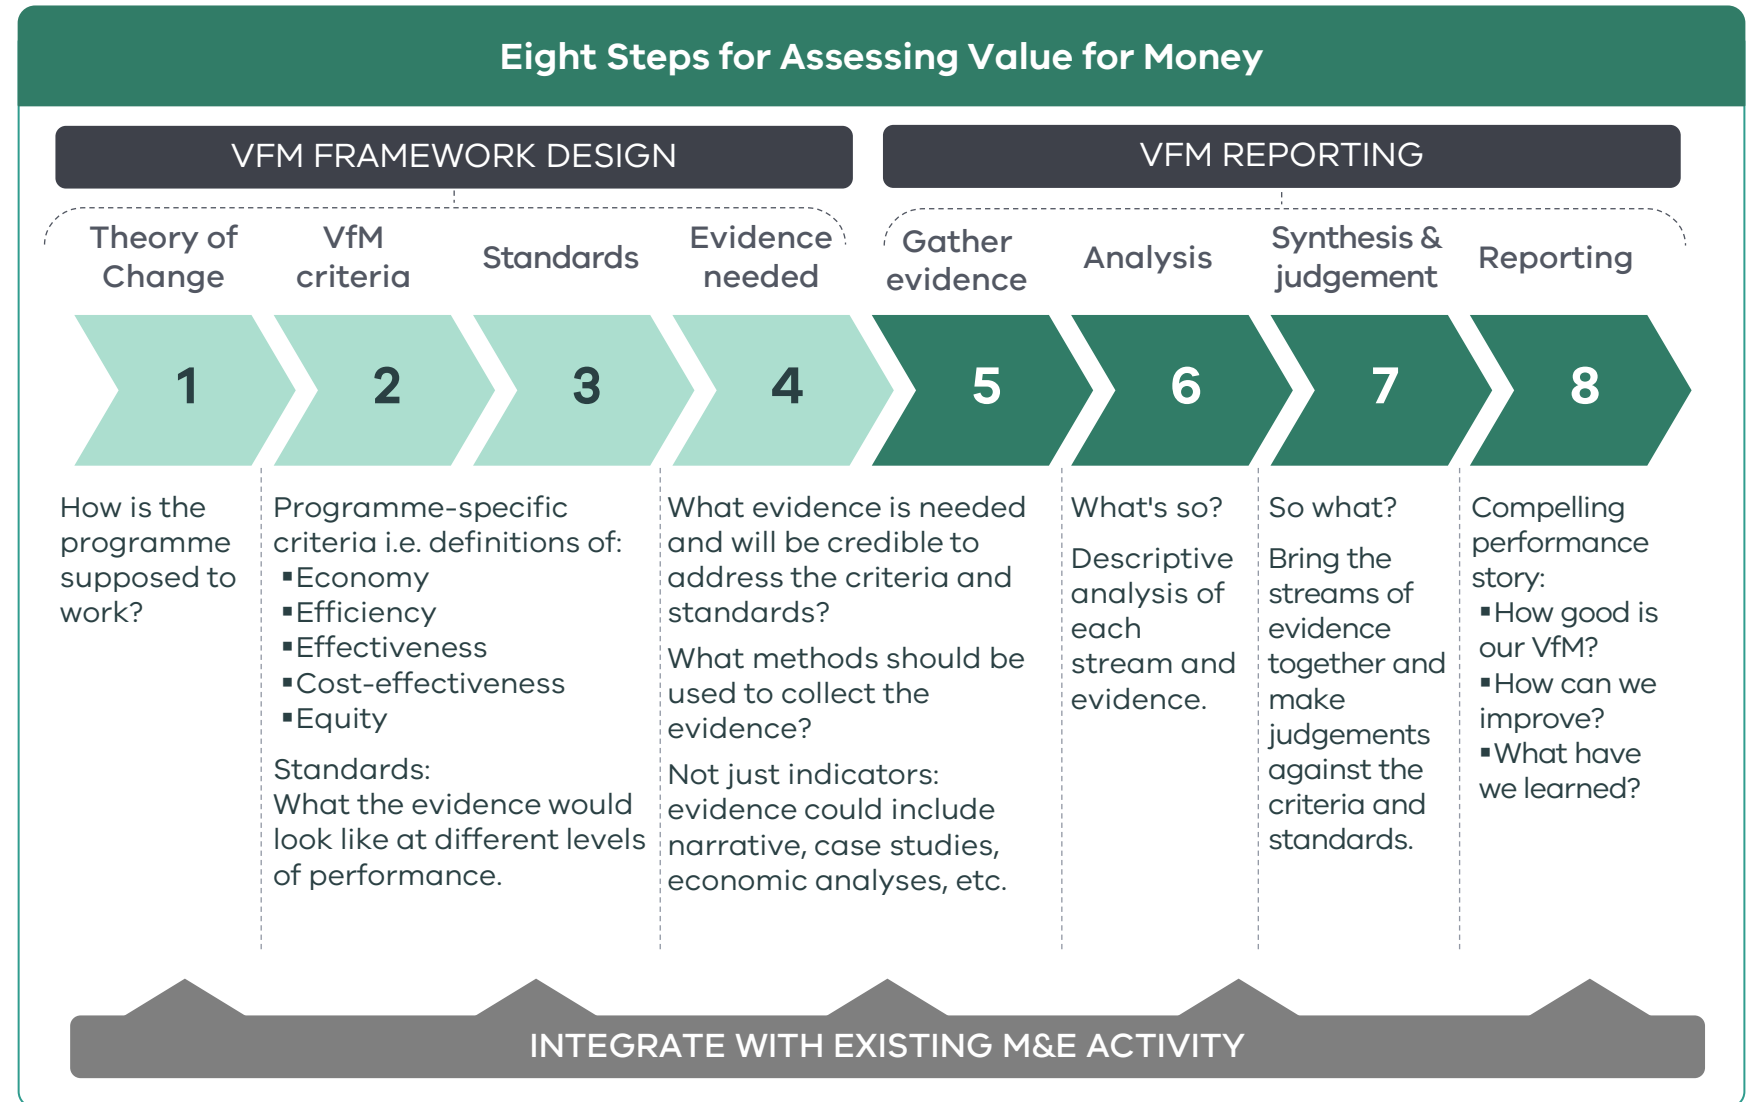 Eight Steps for Assessing Value for Money
VFM FRAMEWORK DESIGN
VFM REPORTING
Theory of
Change
VfM
criteria
Standards
Evidence
needed
Gather
evidence
Analysis
Synthesis &
judgement
Reporting
1
2
3
4
5
6
7
8
How is the
programme
supposed to
work?
Programme-specific
criteria i.e. definitions of:
▪Economy
▪Efficiency
▪Effectiveness
▪Cost-effectiveness
▪Equity
Standards:
What the evidence would
look like at different levels
of performance.
What evidence is needed
and will be credible to
address the criteria and
standards?
What methods should be
used to collect the
evidence?
Not just indicators:
evidence could include
narrative, case studies,
economic analyses, etc.
What's so?
Descriptive
analysis of
each
stream and
evidence.
So what?
Bring the
streams of
evidence
together and
make
judgements
against the
criteria and
standards.
Compelling
performance
story:
▪How good is
our VfM?
▪How can we
improve?
▪What have
we learned?
INTEGRATE WITH EXISTING M&E ACTIVITY